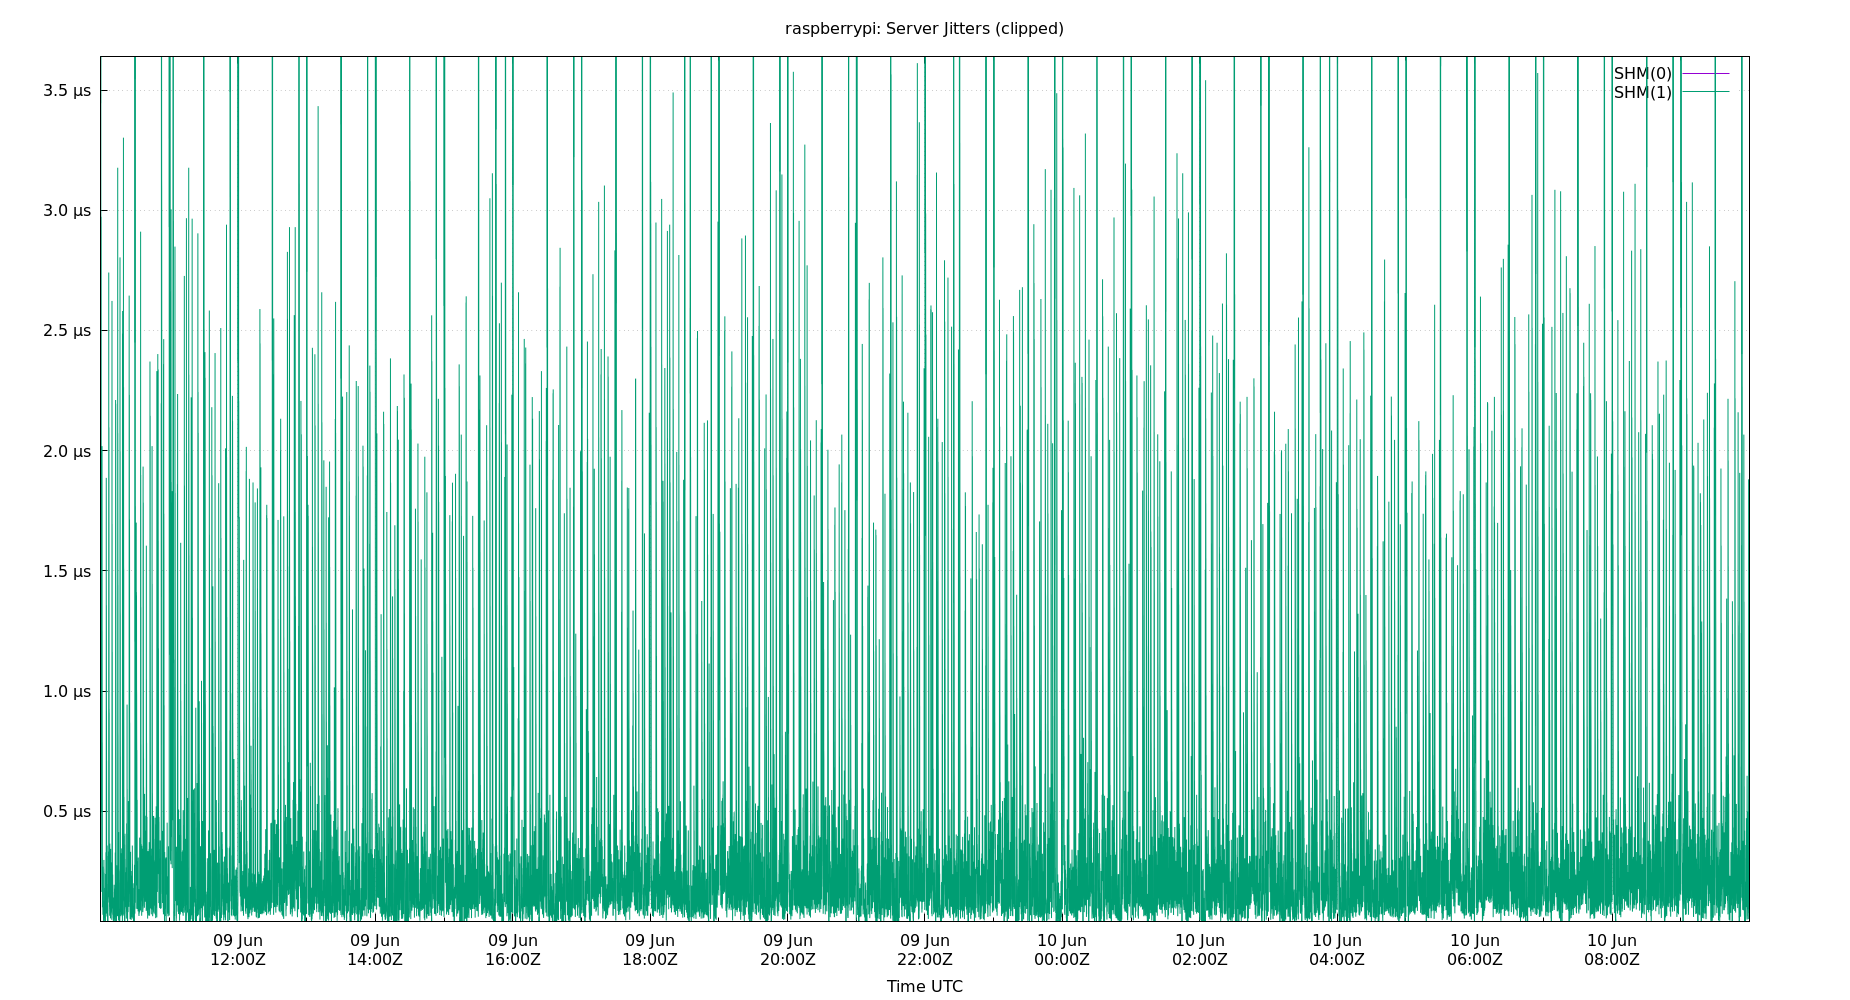 raspberrypi: Server Jitters (clipped)
SHM(0)
SHM(1)
3.5 µs
3.0 µs
2.5 µs
2.0 µs
1.5 µs
1.0 µs
0.5 µs
09 Jun 09 Jun 09 Jun 09 Jun 09 Jun 09 Jun 10 Jun 10 Jun 10 Jun 10 Jun 10 Jun
12:00Z 14:00Z 16:00Z 18:00Z 20:00Z 22:00Z 00:00Z 02:00Z 04:00Z 06:00Z 08:00Z
Time UTC